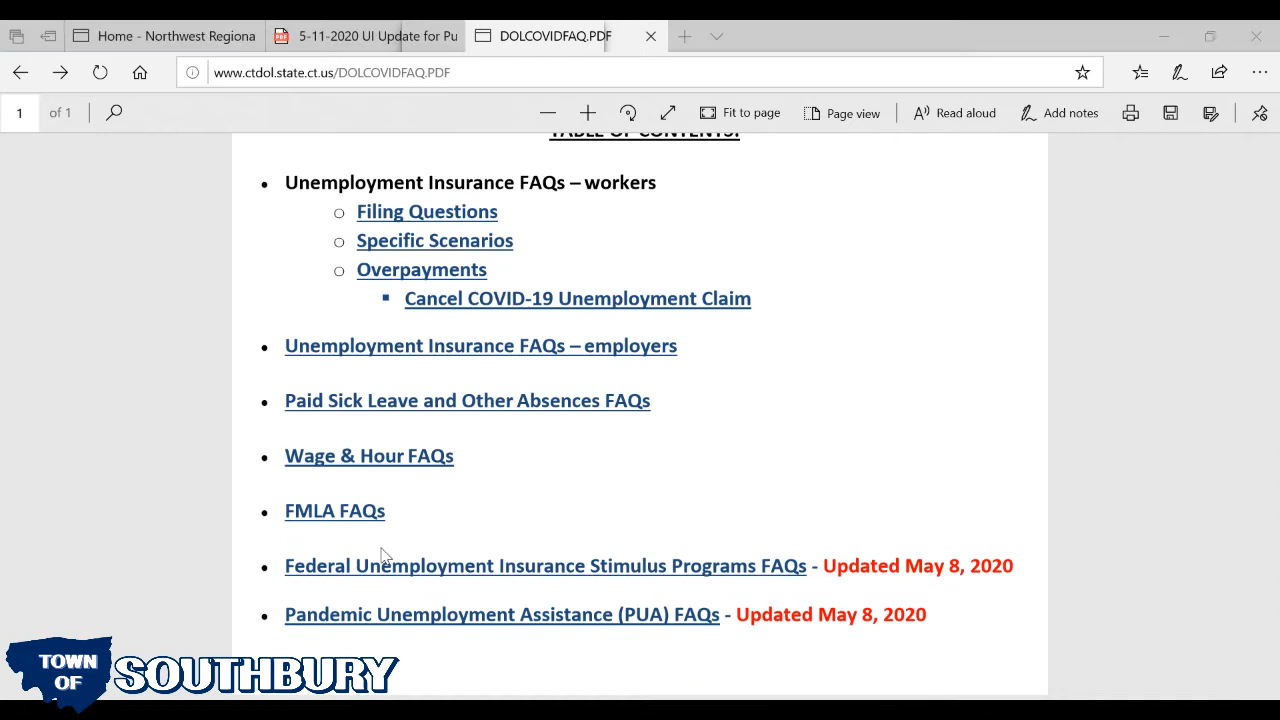 Home - Northwest Regiona
5-11-2020 UI Update for Pu
DOLCOVIDFAQ.PDF
www.ctdol.state.ct.us/DOLCOVIDFAQ.PDF
1 of 1
Fit to page
Page view
Read aloud
Add notes
TABLE OF CONTENTS:
• Unemployment Insurance FAQs – workers
○ Filing Questions
○ Specific Scenarios
○ Overpayments
▪ Cancel COVID-19 Unemployment Claim
• Unemployment Insurance FAQs – employers
• Paid Sick Leave and Other Absences FAQs
• Wage & Hour FAQs
• FMLA FAQs
• Federal Unemployment Insurance Stimulus Programs FAQs - Updated May 8, 2020
• Pandemic Unemployment Assistance (PUA) FAQs - Updated May 8, 2020
TOWN
OF
SOUTHBURY